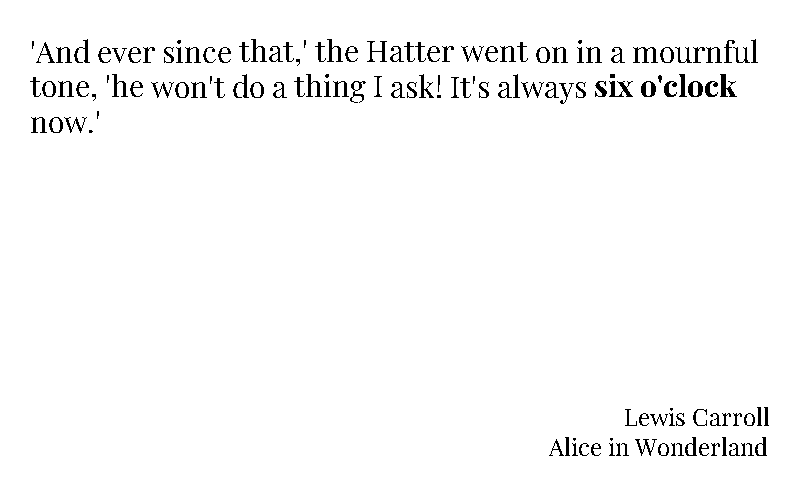 'And ever since that,' the Hatter went on in a mournful
tone, 'he won't do a thing I ask! It's always six o'clock
now.'
Lewis Carroll
Alice in Wonderland